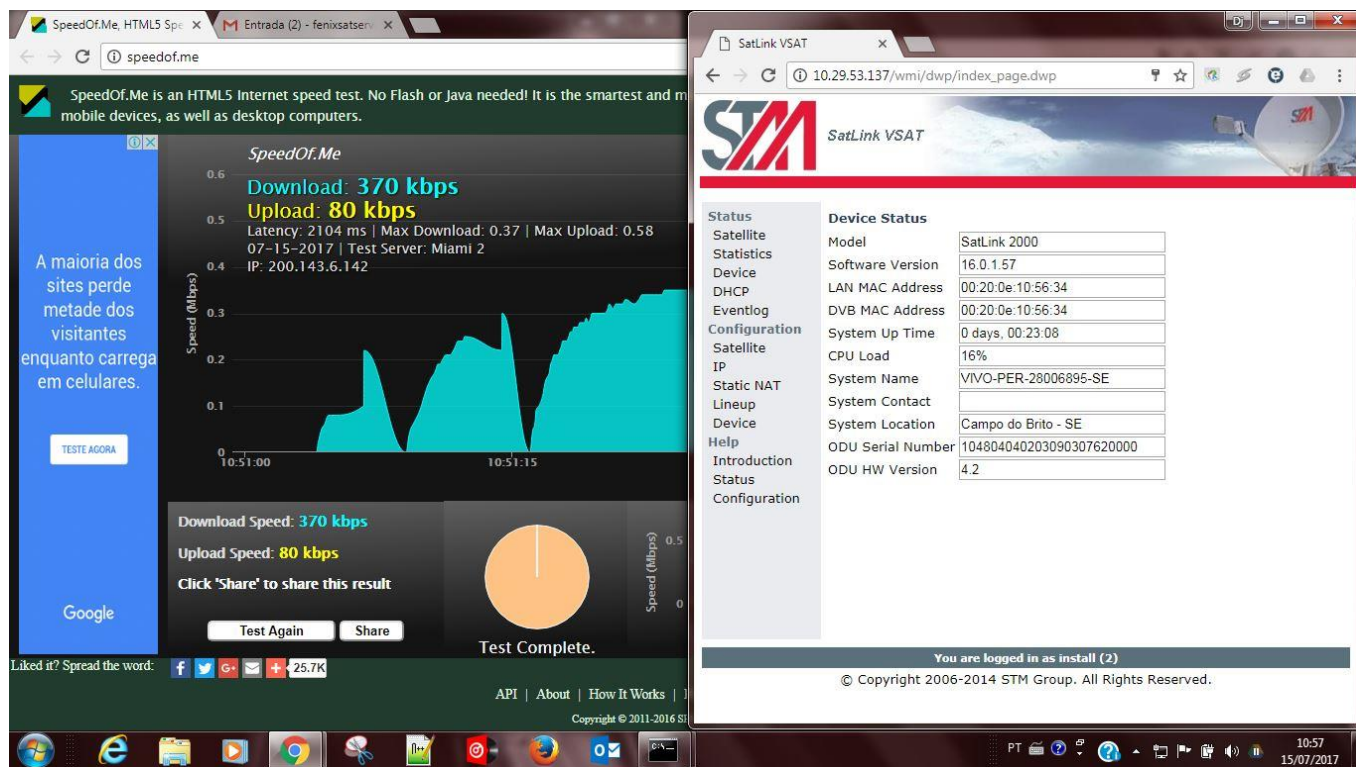 SpeedOf.Me, HTML5 Spe
Entrada (2) - fenixsatserv
speedof.me
SpeedOf.Me is an HTML5 Internet speed test. No Flash or Java needed! It is the smartest and m
mobile devices, as well as desktop computers.
A maioria dos
sites perde
metade dos
visitantes
enquanto carrega
em celulares.
TESTE AGORA
Google
SpeedOf.Me
Download: 370 kbps
Upload: 80 kbps
Latency: 2104 ms | Max Download: 0.37 | Max Upload: 0.58
07-15-2017 | Test Server: Miami 2
IP: 200.143.6.142
Speed (Mbps)
0.6
0.5
0.4
0.3
0.2
0.1
0
10:51:00
10:51:15
Download Speed: 370 kbps
Upload Speed: 80 kbps
Click 'Share' to share this result
Test Again
Share
Test Complete.
Speed (Mbps)
0.5
0
Liked it? Spread the word:
25.7K
API | About | How It Works |
Copyright © 2011-2016
Dj
SatLink VSAT
10.29.53.137/wmi/dwp/index_page.dwp
STM
SatLink VSAT
STM
Status
Satellite
Statistics
Device
DHCP
Eventlog
Configuration
Satellite
IP
Static NAT
Lineup
Device
Help
Introduction
Status
Configuration
Device Status
Model SatLink 2000
Software Version 16.0.1.57
LAN MAC Address 00:20:0e:10:56:34
DVB MAC Address 00:20:0e:10:56:34
System Up Time 0 days, 00:23:08
CPU Load 16%
System Name VIVO-PER-28006895-SE
System Contact
System Location Campo do Brito - SE
ODU Serial Number 104804040203090307620000
ODU HW Version 4.2
You are logged in as install (2)
© Copyright 2006-2014 STM Group. All Rights Reserved.
PT
10:57
15/07/2017